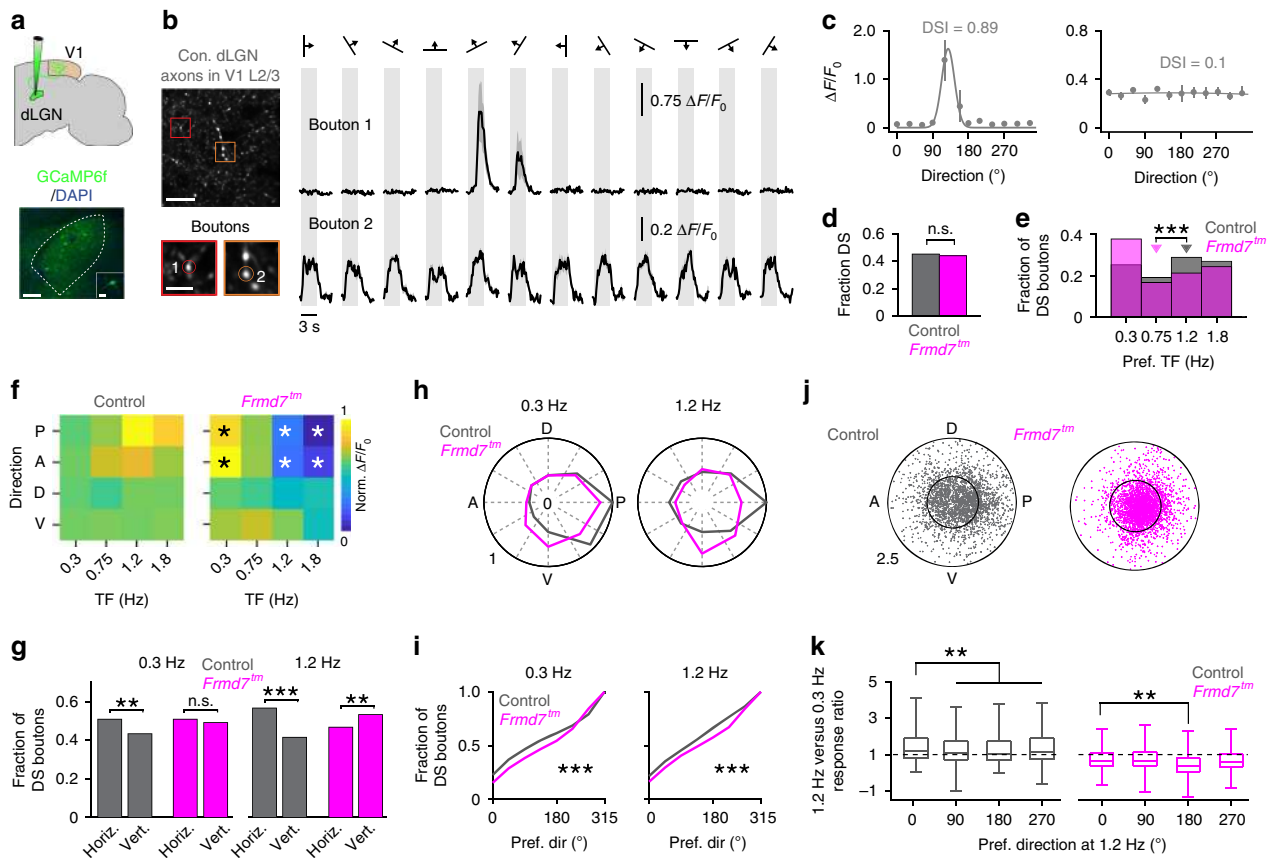 a
V1
dLGN
GCaMP6f
/DAPI
b
Con. dLGN
axons in V1 L2/3
Boutons
1
2
Bouton 1
0.75 ΔF/F0
Bouton 2
0.2 ΔF/F0
3 s
c
DSI = 0.89
ΔF/F0
2.0
1.0
0
0 90 180 270
Direction (°)
DSI = 0.1
0.8
0.4
0
0 90 180 270
Direction (°)
d
n.s.
Fraction DS
0.6
0.4
0.2
0
Control
Frmd7tm
e
***
Control
Frmd7tm
Fraction of
DS boutons
0.4
0.2
0
0.3 0.75 1.2 1.8
Pref. TF (Hz)
f
Control
Frmd7tm
Direction
P
A
D
V
* * *
* * *
0.3 0.75 1.2 1.8
0.3 0.75 1.2 1.8
TF (Hz)
1
Norm. ΔF/F0
0
g
0.3 Hz
Control
Frmd7tm
1.2 Hz
**
n.s.
***
**
Fraction of
DS boutons
0.6
0.4
0.2
0
Horiz. Vert. Horiz. Vert. Horiz. Vert. Horiz. Vert.
h
0.3 Hz
1.2 Hz
Control
Frmd7tm
D
A
0
P
1
V
i
0.3 Hz
1.2 Hz
Control
Frmd7tm
Fraction of
DS boutons
1.0
0.5
0
***
***
0 180 315
0 180 315
Pref. dir (°)
Pref. dir (°)
j
Control
Frmd7tm
D
A
P
2.5
V
k
**
**
Control
Frmd7tm
1.2 Hz versus 0.3 Hz
response ratio
5
3
1
−1
0 90 180 270
0 90 180 270
Pref. direction at 1.2 Hz (°)